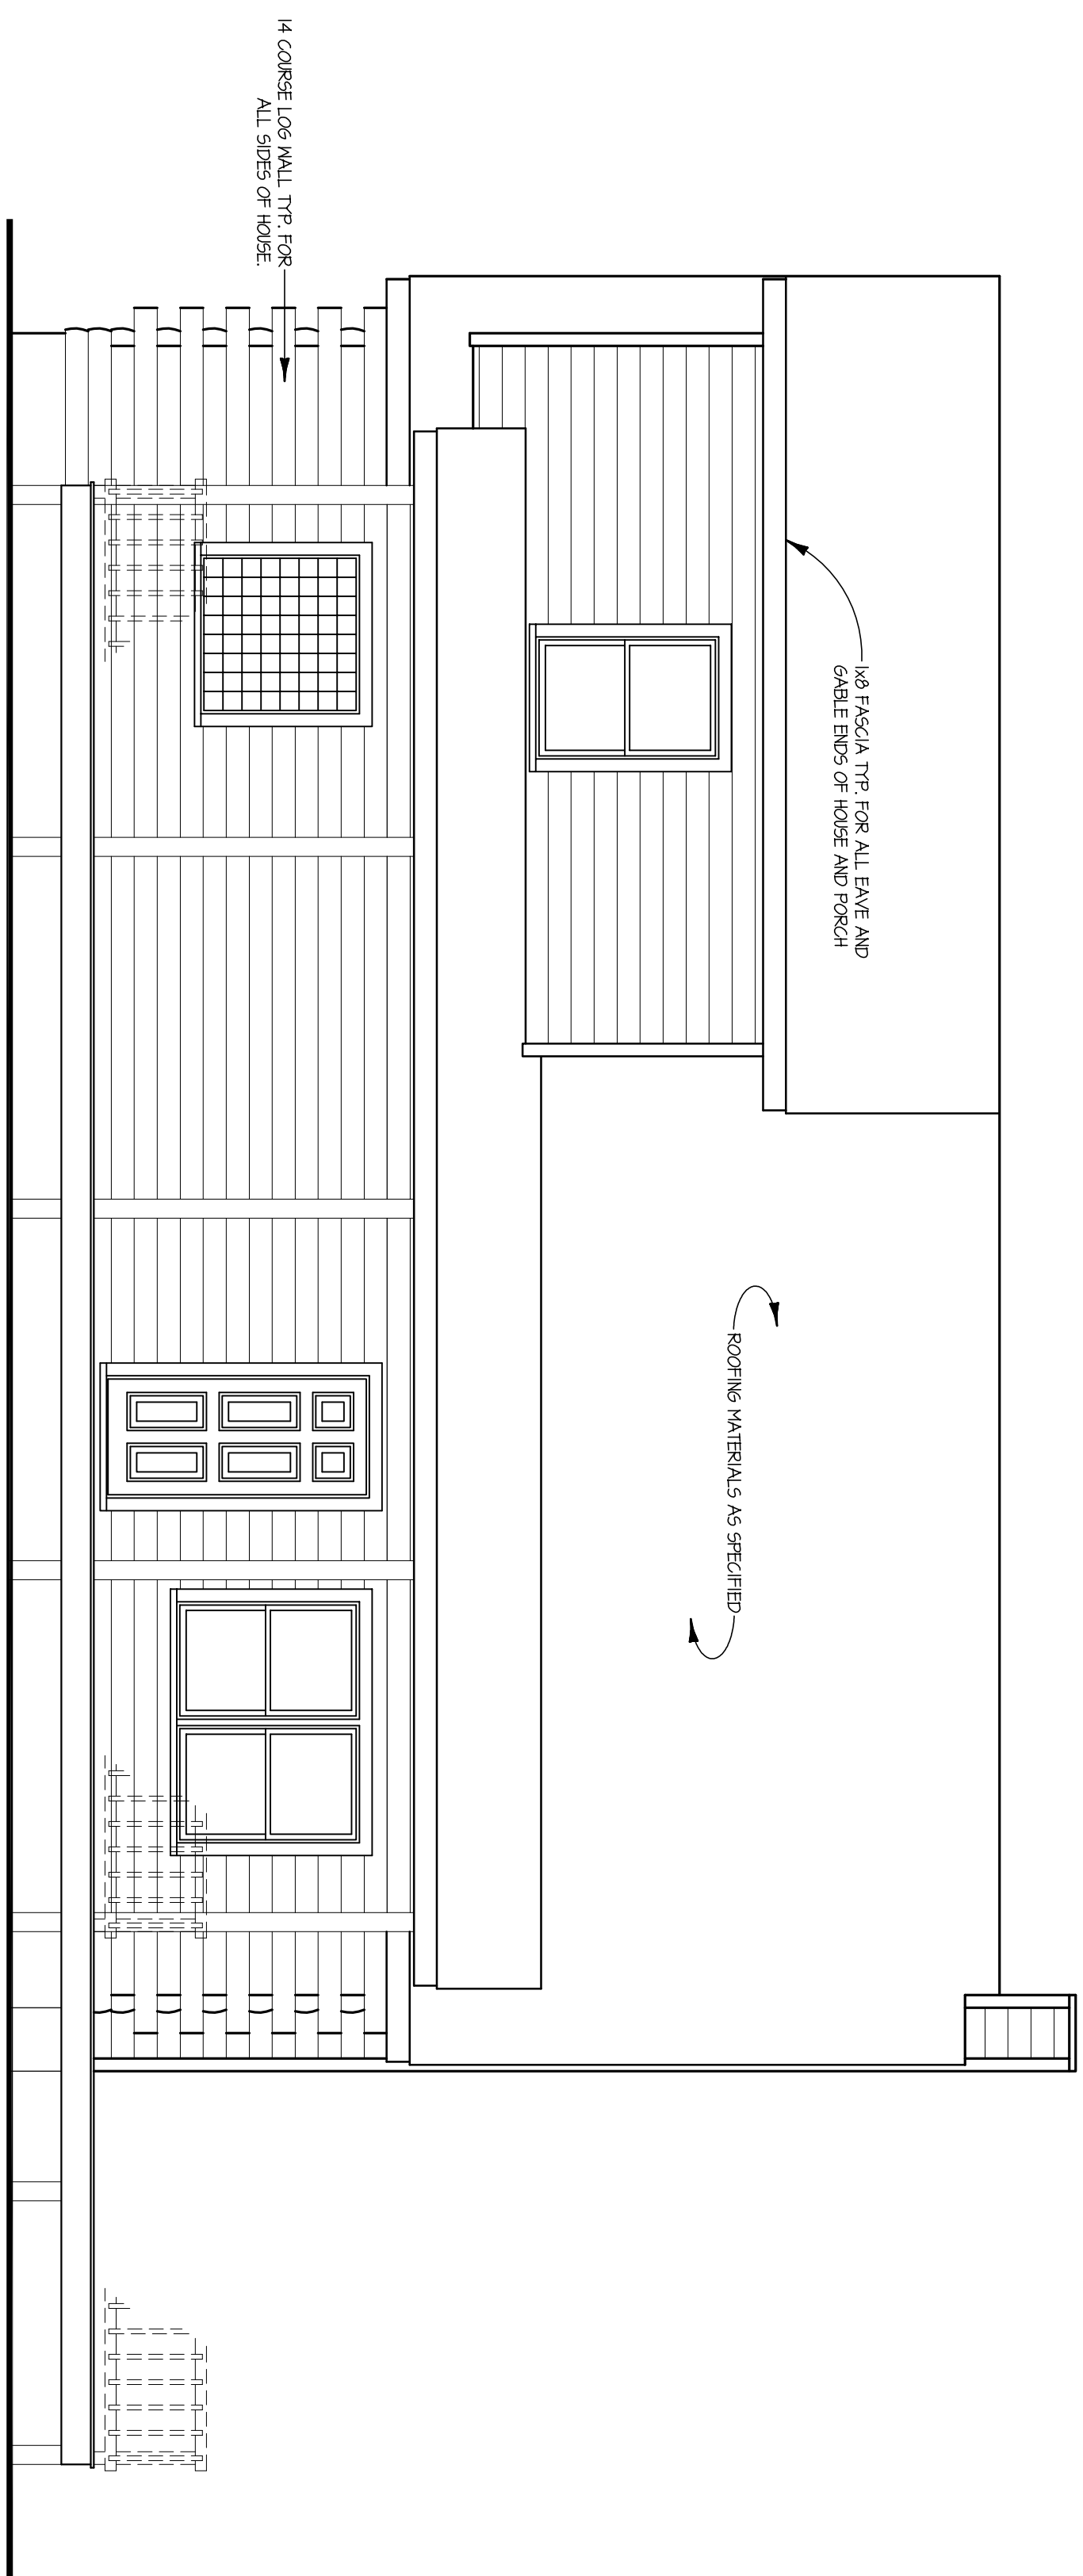 1x8 FASCIA TYP. FOR ALL EAVE AND
GABLE ENDS OF HOUSE AND PORCH
ROOFING MATERIALS AS SPECIFIED
14 COURSE LOG WALL TYP. FOR
ALL SIDES OF HOUSE.